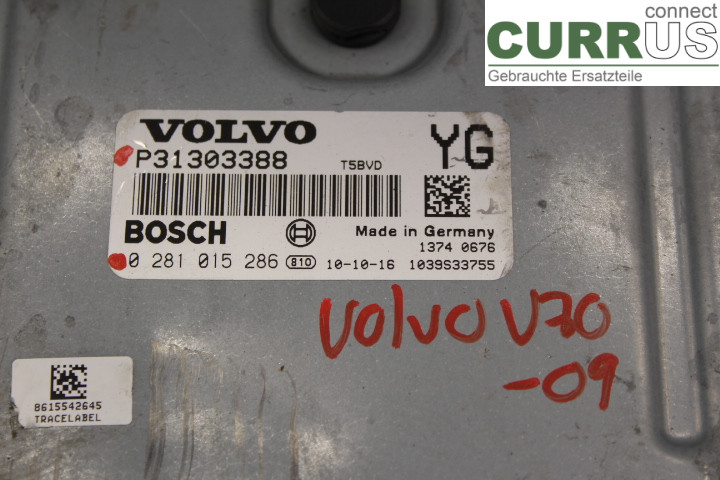 connect
CURRUS
Gebrauchte Ersatzteile
VOLVO
YG
P31303388 T5BVD
BOSCH Made in Germany
1374 0676
0 281 015 286 810 10-10-16 1039S33755
VOLVO V70
-09
8615542645
TRACELABEL